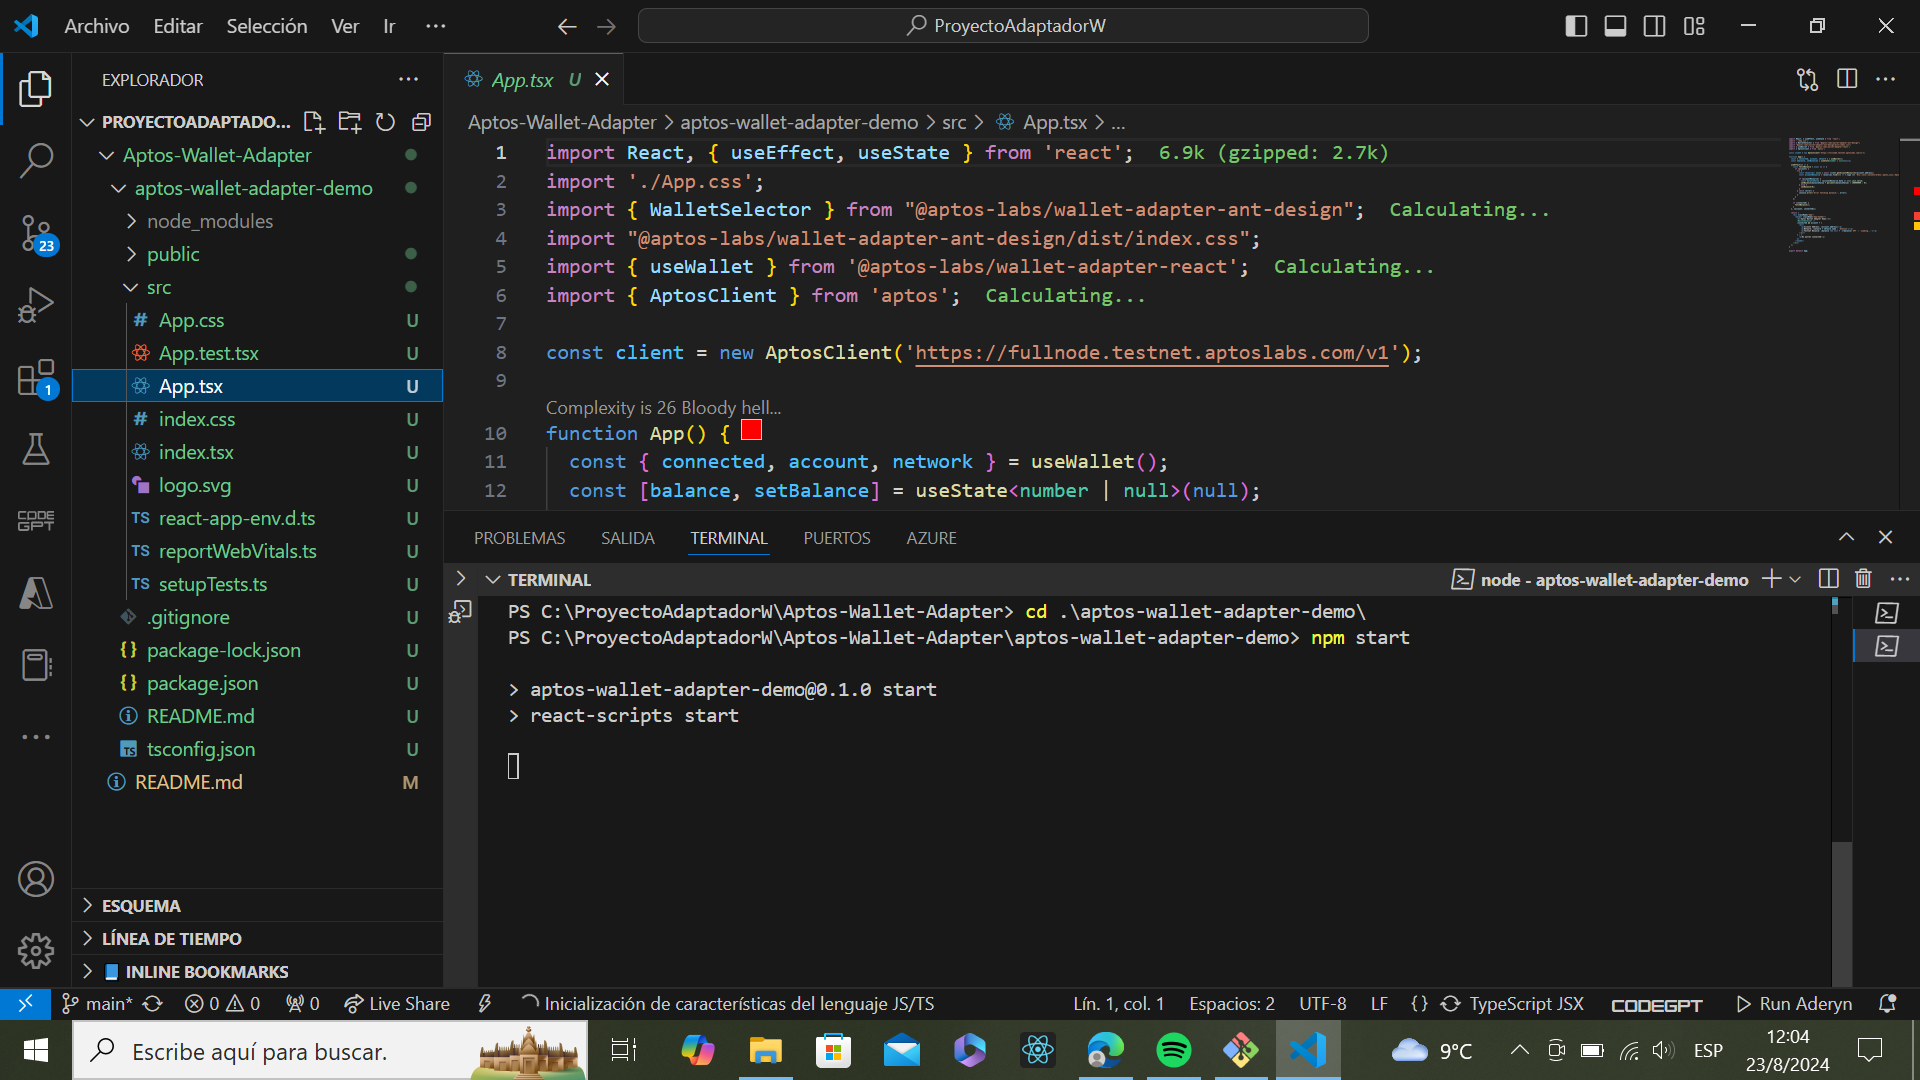 Archivo Editar Selección Ver Ir ...
ProyectoAdaptadorW
EXPLORADOR
PROYECTOADAPTADO...
Aptos-Wallet-Adapter
aptos-wallet-adapter-demo
node_modules
public
src
App.css U
App.test.tsx U
App.tsx U
index.css U
index.tsx U
logo.svg U
TS react-app-env.d.ts U
TS reportWebVitals.ts U
TS setupTests.ts U
.gitignore U
package-lock.json U
package.json U
README.md U
tsconfig.json U
README.md M
ESQUEMA
LÍNEA DE TIEMPO
INLINE BOOKMARKS
23
1
CODE GPT
App.tsx U
Aptos-Wallet-Adapter > aptos-wallet-adapter-demo > src > App.tsx > ...
1 import React, { useEffect, useState } from 'react'; 6.9k (gzipped: 2.7k)
2 import './App.css';
3 import { WalletSelector } from "@aptos-labs/wallet-adapter-ant-design"; Calculating...
4 import "@aptos-labs/wallet-adapter-ant-design/dist/index.css";
5 import { useWallet } from '@aptos-labs/wallet-adapter-react'; Calculating...
6 import { AptosClient } from 'aptos'; Calculating...
7
8 const client = new AptosClient('https://fullnode.testnet.aptoslabs.com/v1');
9
Complexity is 26 Bloody hell...
10 function App() {
11 const { connected, account, network } = useWallet();
12 const [balance, setBalance] = useState<number | null>(null);
PROBLEMAS SALIDA TERMINAL PUERTOS AZURE
TERMINAL
node - aptos-wallet-adapter-demo
PS C:\ProyectoAdaptadorW\Aptos-Wallet-Adapter> cd .\aptos-wallet-adapter-demo\
PS C:\ProyectoAdaptadorW\Aptos-Wallet-Adapter\aptos-wallet-adapter-demo> npm start
> aptos-wallet-adapter-demo@0.1.0 start
> react-scripts start
main* 0 0 0 Live Share Inicialización de características del lenguaje JS/TS
Lín. 1, col. 1 Espacios: 2 UTF-8 LF {} TypeScript JSX CODEGPT Run Aderyn
Escribe aquí para buscar.
9°C
ESP
12:04
23/8/2024